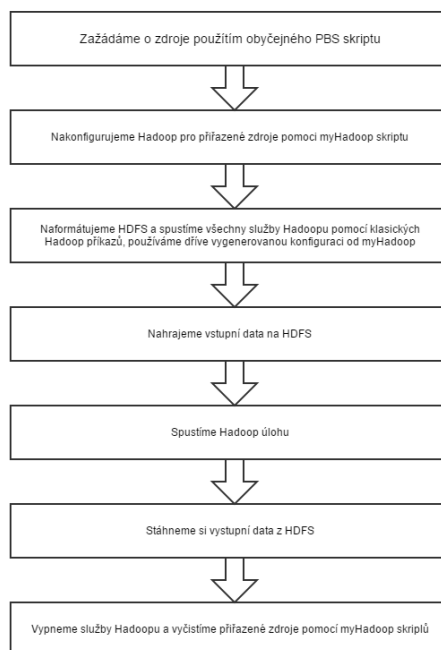 Zažádáme o zdroje použítím obyčejného PBS skriptu
Nakonfigurujeme Hadoop pro přiřazené zdroje pomoci myHadoop skriptu
Naformátujeme HDFS a spustíme všechny služby Hadoopu pomocí klasických
Hadoop příkazů, používáme dříve vygenerovanou konfiguraci od myHadoop
Nahrajeme vstupní data na HDFS
Spustíme Hadoop úlohu
Stáhneme si vystupní data z HDFS
Vypneme služby Hadoopu a vyčistíme přiřazené zdroje pomocí myHadoop skriplů